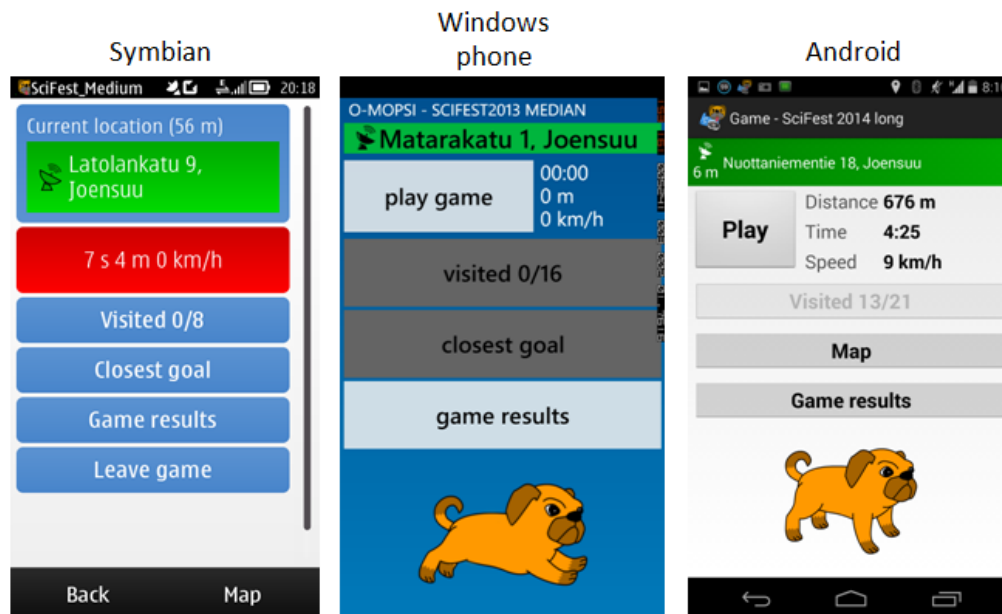 Symbian
SciFest_Medium 20:18
Current location (56 m)
Latolankatu 9,
Joensuu
7 s 4 m 0 km/h
Visited 0/8
Closest goal
Game results
Leave game
Back Map
Windows
phone
O-MOPSI - SCIFEST2013 MEDIAN
Matarakatu 1, Joensuu
play game
00:00
0 m
0 km/h
visited 0/16
closest goal
game results
Android
Game - SciFest 2014 long
6 m Nuottaniementie 18, Joensuu
Play
Distance 676 m
Time 4:25
Speed 9 km/h
Visited 13/21
Map
Game results